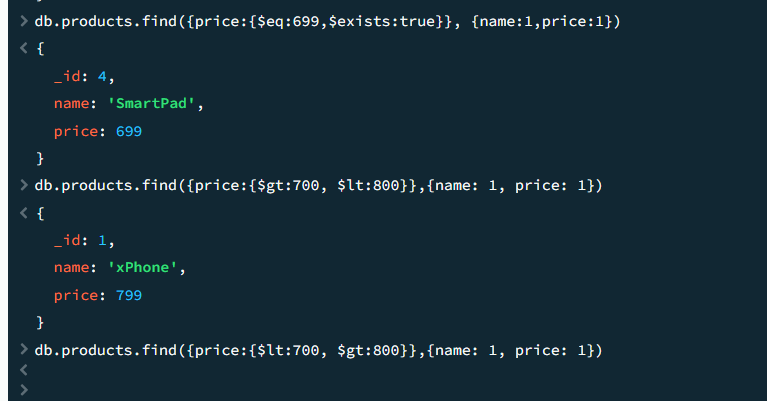 > db.products.find({price:{$eq:699,$exists:true}}, {name:1,price:1})
< {
_id: 4,
name: 'SmartPad',
price: 699
}
> db.products.find({price:{$gt:700, $lt:800}},{name: 1, price: 1})
< {
_id: 1,
name: 'xPhone',
price: 799
}
> db.products.find({price:{$lt:700, $gt:800}},{name: 1, price: 1})
<
>